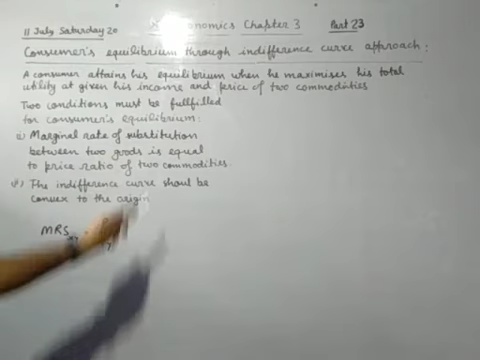 11 July Saturday 20
Economics Chapter 3
Part 23
Consumer's equilibrium through indifference curve approach:
A consumer attains his equilibrium when he maximises his total
utility at given his income and price of two commodities
Two conditions must be fullfilled
for consumer's equilibrium:
i) Marginal rate of substitution
between two goods is equal
to price ratio of two commodities.
ii) The indifference curve shoul be
convex to the origin
MRS